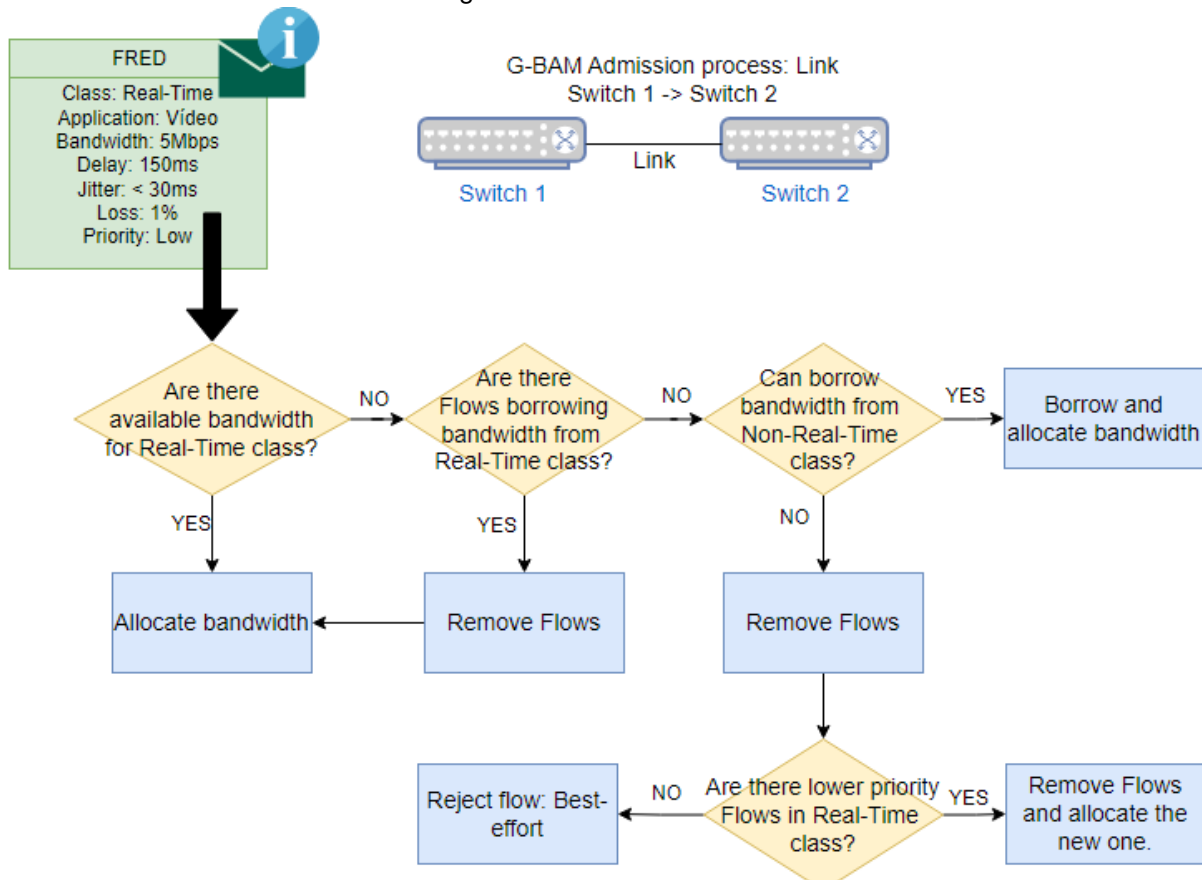 FRED
Class: Real-Time
Application: Vídeo
Bandwidth: 5Mbps
Delay: 150ms
Jitter: < 30ms
Loss: 1%
Priority: Low
i
G-BAM Admission process: Link
Switch 1 -> Switch 2
Link
Switch 1
Switch 2
Are there
available bandwidth
for Real-Time class?
NO
Are there
Flows borrowing
bandwidth from
Real-Time class?
NO
Can borrow
bandwidth from
Non-Real-Time
class?
YES
Borrow and
allocate bandwidth
YES
YES
NO
Allocate bandwidth
Remove Flows
Remove Flows
Reject flow: Best-
effort
NO
Are there lower priority
Flows in Real-Time
class?
YES
Remove Flows
and allocate the
new one.